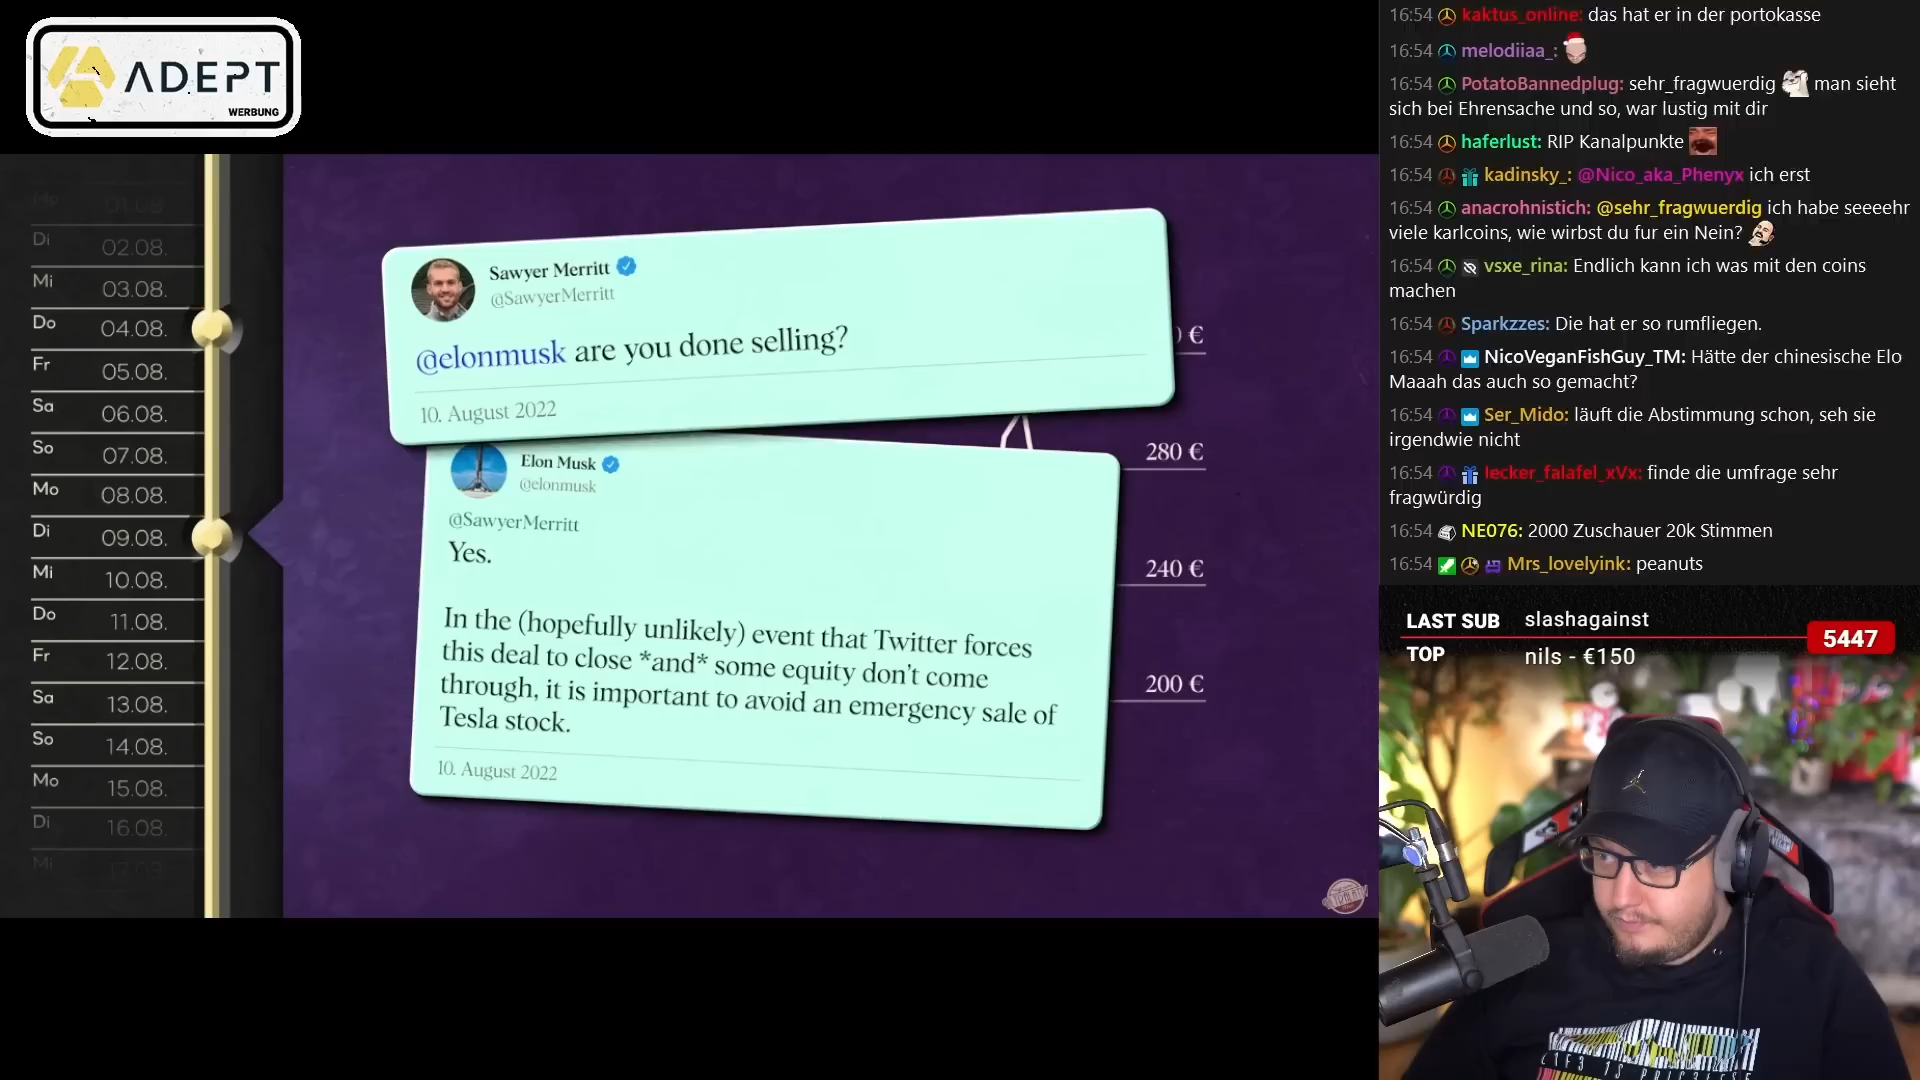 ADEPT
WERBUNG
Mo 01.08.
Di 02.08.
Mi 03.08.
Do 04.08.
Fr 05.08.
Sa 06.08.
So 07.08.
Mo 08.08.
Di 09.08.
Mi 10.08.
Do 11.08.
Fr 12.08.
Sa 13.08.
So 14.08.
Mo 15.08.
Di 16.08.
Mi 17.08.
Sawyer Merritt
@SawyerMerritt
@elonmusk are you done selling?
10. August 2022
Elon Musk
@elonmusk
@SawyerMerritt
Yes.
In the (hopefully unlikely) event that Twitter forces
this deal to close *and* some equity don't come
through, it is important to avoid an emergency sale of
Tesla stock.
10. August 2022
€
280 €
240 €
200 €
16:54 kaktus_online: das hat er in der portokasse
16:54 melodiiaa_:
16:54 PotatoBannedplug: sehr_fragwuerdig man sieht
sich bei Ehrensache und so, war lustig mit dir
16:54 haferlust: RIP Kanalpunkte
16:54 kadinsky_: @Nico_aka_Phenyx ich erst
16:54 anacrohnistich: @sehr_fragwuerdig ich habe seeeehr
viele karlcoins, wie wirbst du fur ein Nein?
16:54 vsxe_rina: Endlich kann ich was mit den coins
machen
16:54 Sparkzzes: Die hat er so rumfliegen.
16:54 NicoVeganFishGuy_TM: Hätte der chinesische Elo
Maaah das auch so gemacht?
16:54 Ser_Mido: läuft die Abstimmung schon, seh sie
irgendwie nicht
16:54 lecker_falafel_xVx: finde die umfrage sehr
fragwürdig
16:54 NE076: 2000 Zuschauer 20k Stimmen
16:54 Mrs_lovelyink: peanuts
LAST SUB slashagainst
5447
TOP nils - €150